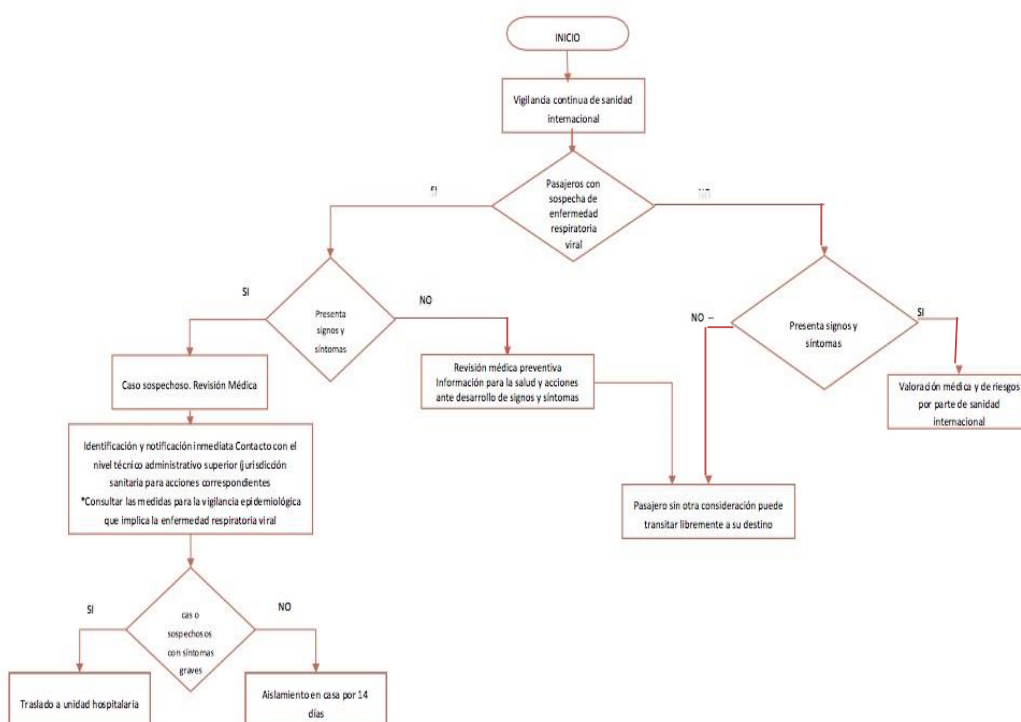 INICIO
Vigilancia continua de sanidad
internacional
Pasajeros con
sospecha de
enfermedad
respiratoria
viral
SI
NO
Presenta
signos y
síntomas
SI
NO
Presenta signos y
síntomas
NO –
SI
Caso sospechoso. Revisión Médica
Revisión médica preventiva
Información para la salud y acciones
ante desarrollo de signos y síntomas
Valoración médica y de riesgos
por parte de sanidad
internacional
Identificación y notificación inmediata Contacto con el
nivel técnico administrativo superior (jurisdicción
sanitaria para acciones correspondientes
*Consultar las medidas para la vigilancia epidemiológica
que implica la enfermedad respiratoria viral
Pasajero sin otra consideración puede
transitar libremente a su destino
cas o
sospechosos
con síntomas
graves
SI
NO
Traslado a unidad hospitalaria
Aislamiento en casa por 14
días